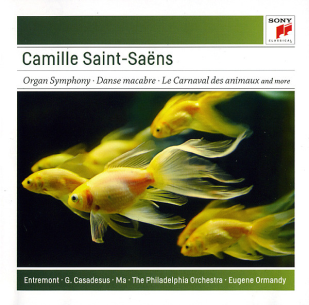 SONY
CLASSICAL
Camille Saint-Saëns
Organ Symphony · Danse macabre · Le Carnaval des animaux and more
Entremont · G. Casadesus · Ma · The Philadelphia Orchestra · Eugene Ormandy